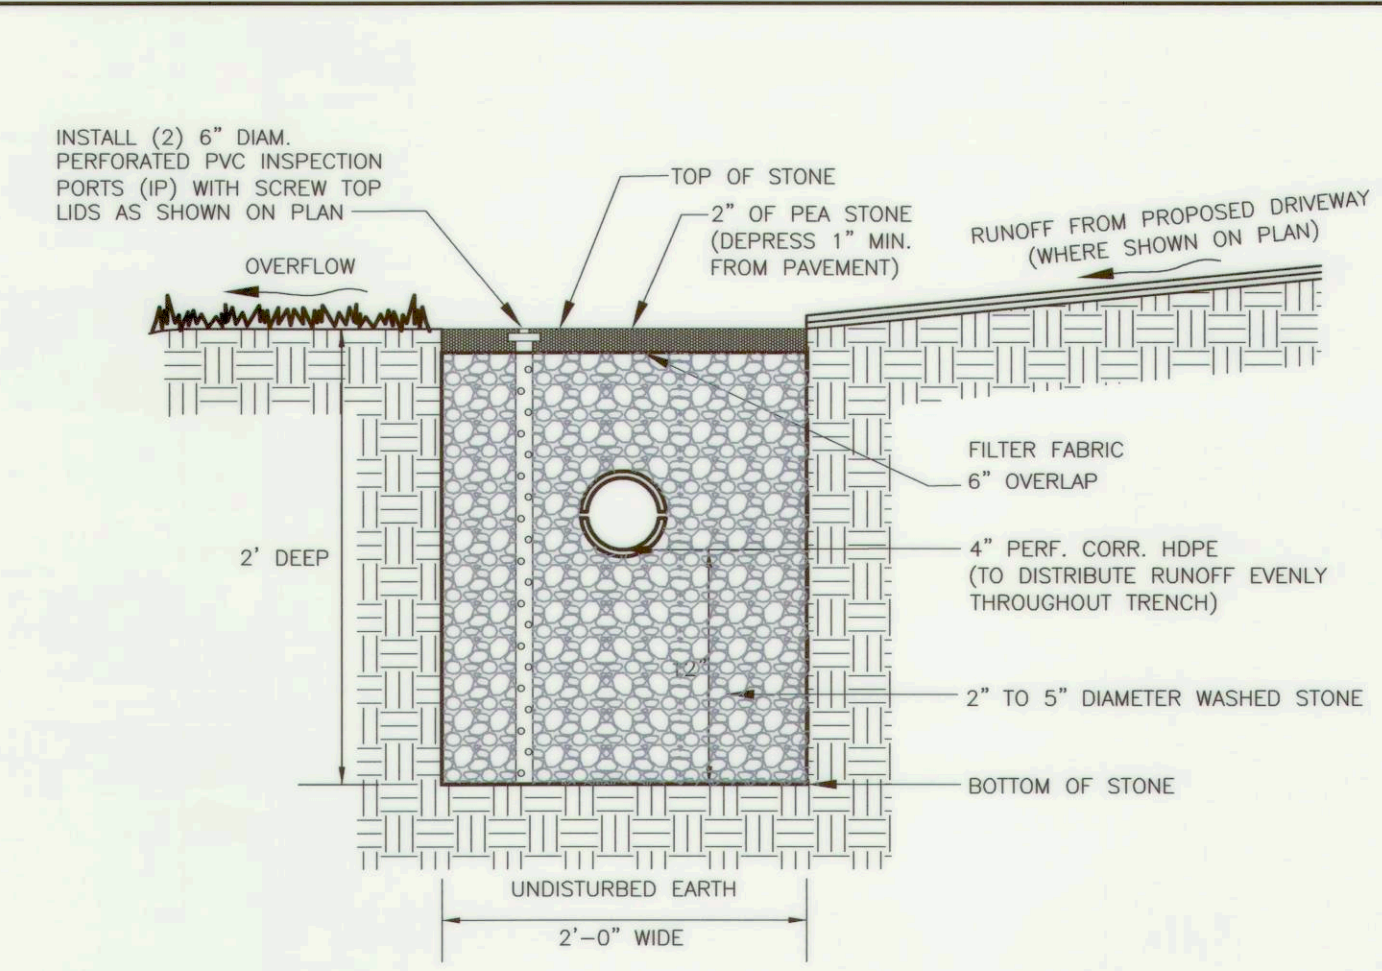 INSTALL (2) 6" DIAM.
PERFORATED PVC INSPECTION
PORTS (IP) WITH SCREW TOP
LIDS AS SHOWN ON PLAN
TOP OF STONE
2" OF PEA STONE
(DEPRESS 1" MIN.
FROM PAVEMENT)
RUNOFF FROM PROPOSED DRIVEWAY
(WHERE SHOWN ON PLAN)
OVERFLOW
FILTER FABRIC
6" OVERLAP
2' DEEP
4" PERF. CORR. HDPE
(TO DISTRIBUTE RUNOFF EVENLY
THROUGHOUT TRENCH)
12"
2" TO 5" DIAMETER WASHED STONE
BOTTOM OF STONE
UNDISTURBED EARTH
2'-0" WIDE